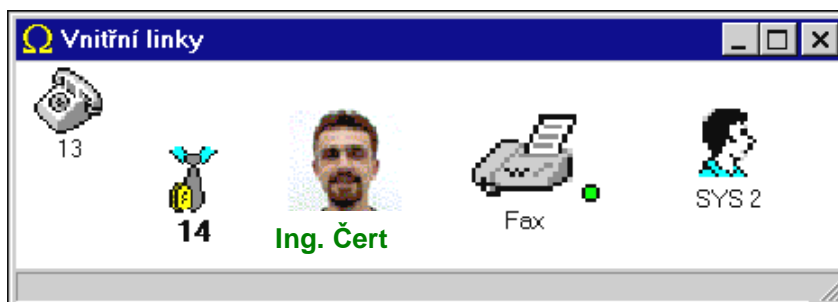 Ω Vnitřní linky
13
14
Ing. Čert
Fax
SYS 2